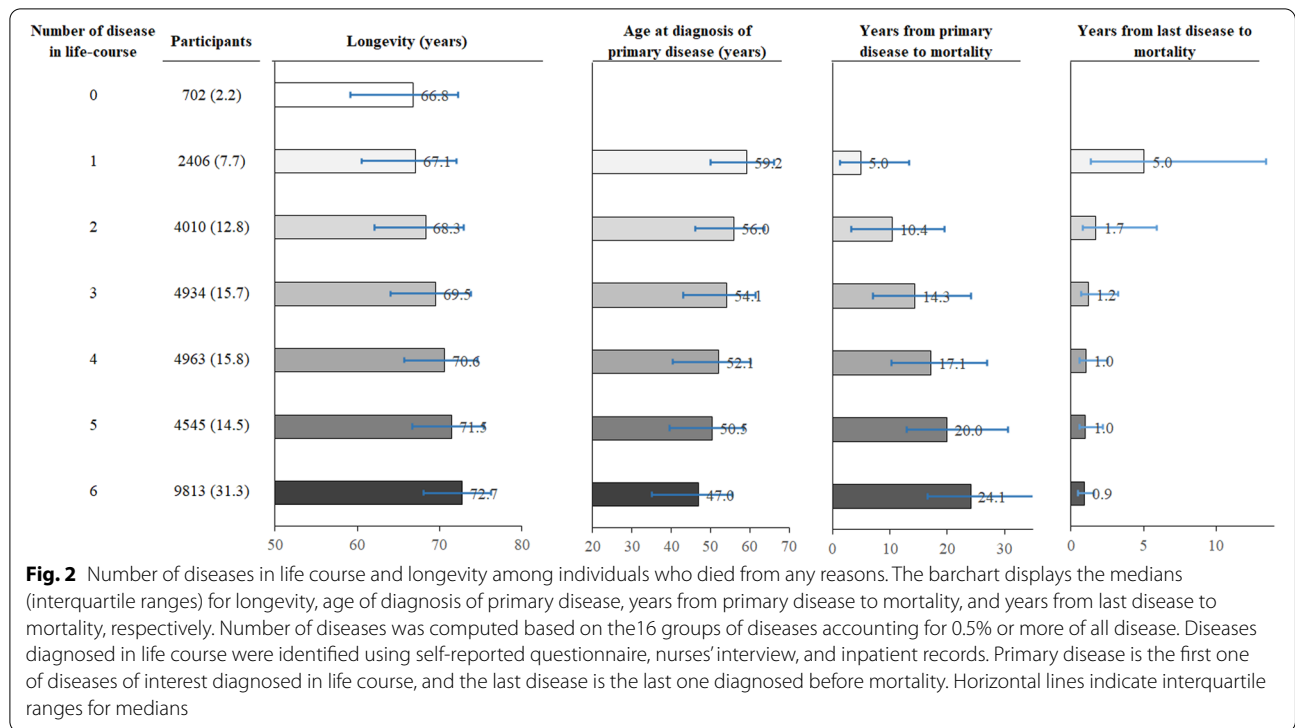 Number of disease in life-course Participants Longevity (years) Age at diagnosis of primary disease (years) Years from primary disease to mortality Years from last disease to mortality
0 702 (2.2) 66.8
1 2406 (7.7) 67.1 59.2 5.0 5.0
2 4010 (12.8) 68.3 56.0 10.4 1.7
3 4934 (15.7) 69.5 54.1 14.3 1.2
4 4963 (15.8) 70.6 52.1 17.1 1.0
5 4545 (14.5) 71.5 50.5 20.0 1.0
6 9813 (31.3) 72.7 47.0 24.1 0.9
50 60 70 80 20 30 40 50 60 70 0 10 20 30 0 5 10
Fig. 2 Number of diseases in life course and longevity among individuals who died from any reasons. The barchart displays the medians
(interquartile ranges) for longevity, age of diagnosis of primary disease, years from primary disease to mortality, and years from last disease to
mortality, respectively. Number of diseases was computed based on the16 groups of diseases accounting for 0.5% or more of all disease. Diseases
diagnosed in life course were identified using self-reported questionnaire, nurses' interview, and inpatient records. Primary disease is the first one
of diseases of interest diagnosed in life course, and the last disease is the last one diagnosed before mortality. Horizontal lines indicate interquartile
ranges for medians